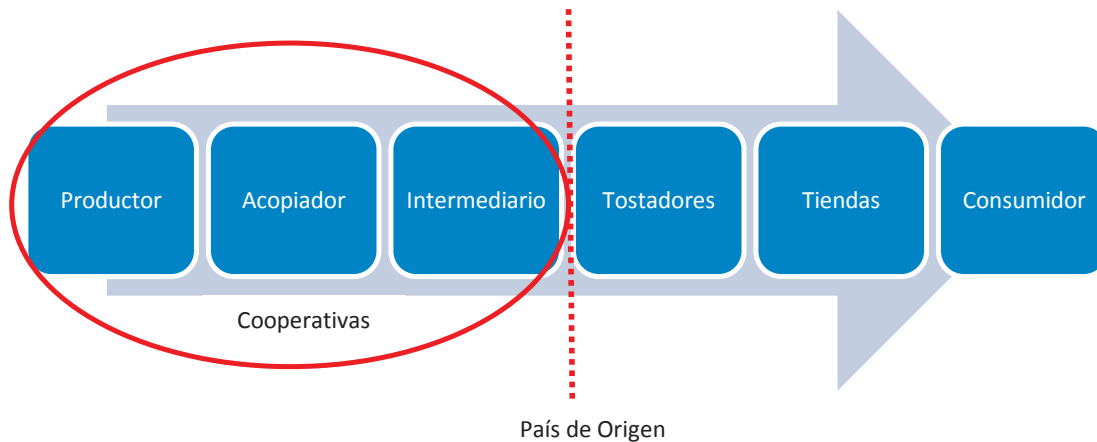 Productor
Acopiador
Intermediario
Tostadores
Tiendas
Consumidor
Cooperativas
País de Origen